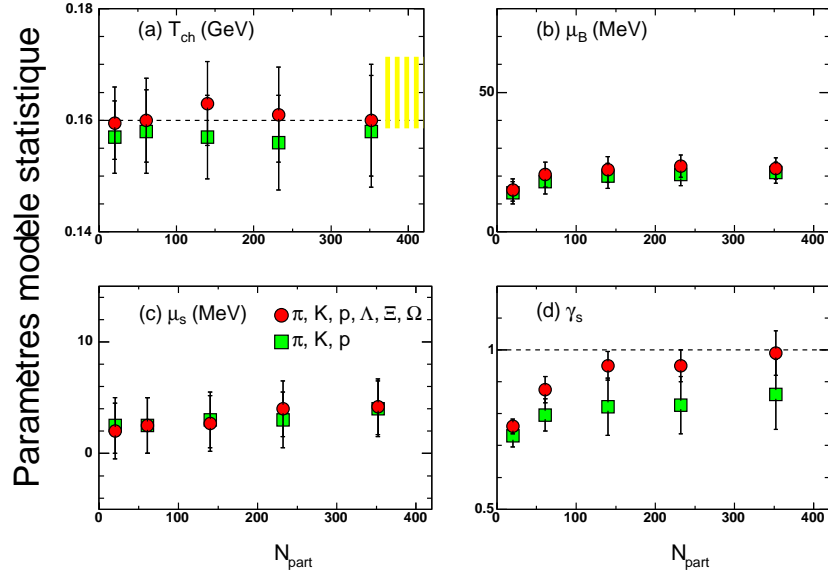 Paramètres modèle statistique
0.18
0.16
0.14
(a) T_ch (GeV)
0 100 200 300 400
50
0
(b) μ_B (MeV)
0 100 200 300 400
10
0
(c) μ_s (MeV)
π, K, p, Λ, Ξ, Ω
π, K, p
0 100 200 300 400
N_part
1
0.5
(d) γ_s
0 100 200 300 400
N_part